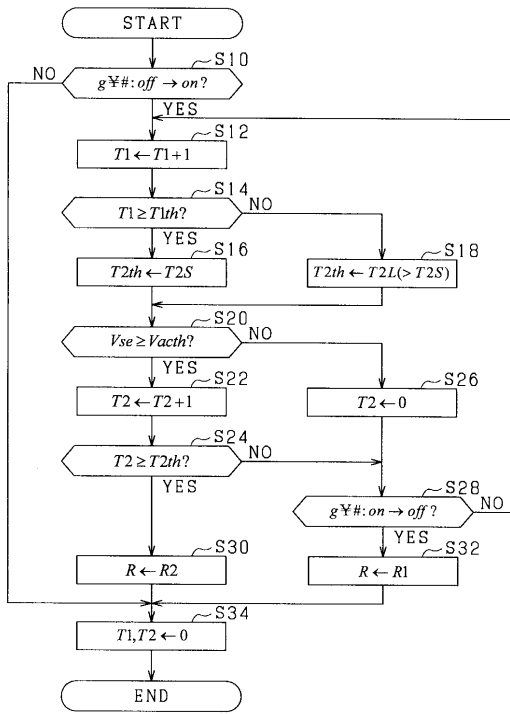 START
S10
NO
g¥#:off→on?
YES
S12
T1←T1+1
S14
T1≥T1th?
NO
YES
S16
T2th←T2S
S18
T2th←T2L(>T2S)
S20
Vse≥Vacth?
NO
YES
S22
T2←T2+1
S26
T2←0
S24
T2≥T2th?
NO
YES
S28
g¥#:on→off?
NO
YES
S30
R←R2
S32
R←R1
S34
T1,T2←0
END